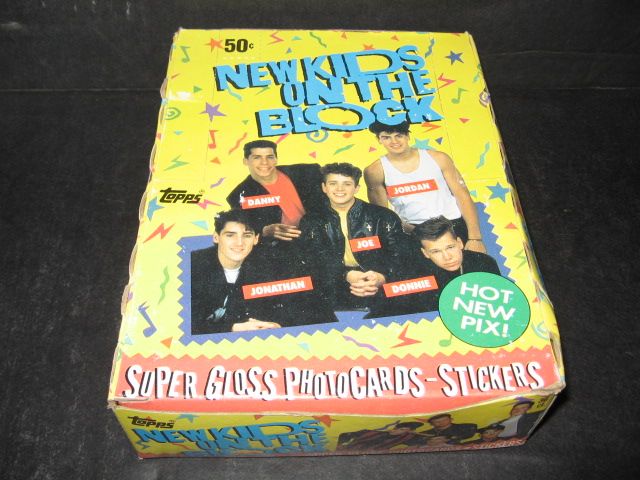 50¢
NEW KIDS
ON THE
BLOCK
Topps®
DANNY
JORDAN
JOE
JONATHAN
DONNIE
HOT
NEW
PIX!
SUPER GLOSS PHOTOCARDS-STICKERS
Topps
NEW KIDS
ON THE
BLOCK